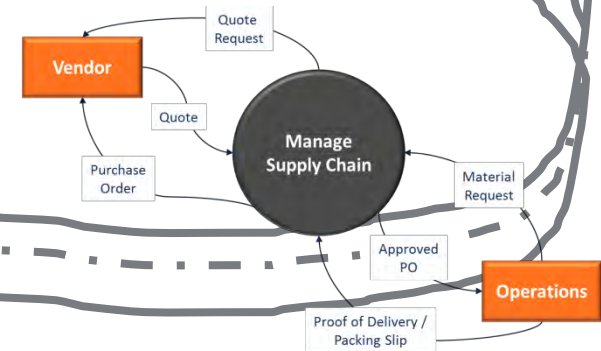 Quote
Request
Vendor
Quote
Manage
Supply Chain
Purchase
Order
Material
Request
Approved
PO
Operations
Proof of Delivery /
Packing Slip